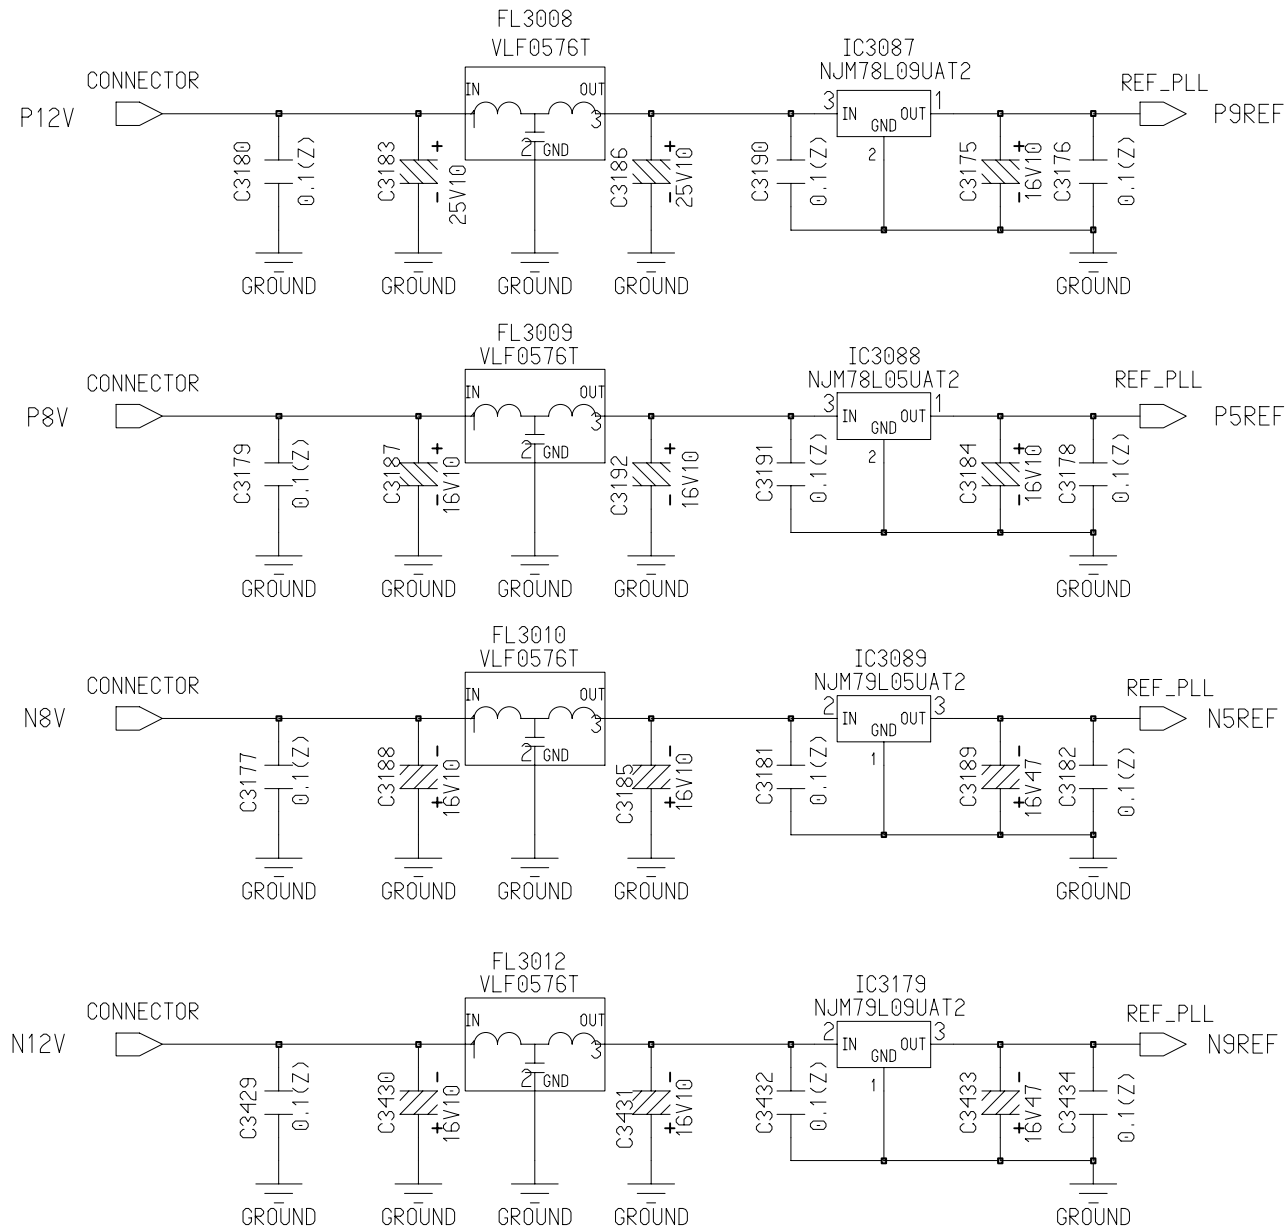 FL3008
VLF0576T
IC3087
NJM78L09UAT2
CONNECTOR
REF_PLL
IN
OUT
P12V
1
3
2
GND
3
IN
GND
OUT
1
2
P9REF
C3180
0.1(Z)
C3183
+
-
25V10
C3186
+
-
25V10
C3190
0.1(Z)
C3175
+
-
16V10
C3176
0.1(Z)
GROUND
GROUND
GROUND
GROUND
GROUND
FL3009
VLF0576T
IC3088
NJM78L05UAT2
CONNECTOR
REF_PLL
IN
OUT
P8V
1
3
2
GND
3
IN
GND
OUT
1
2
P5REF
C3179
0.1(Z)
C3187
+
-
16V10
C3192
+
-
16V10
C3191
0.1(Z)
C3184
+
-
16V10
C3178
0.1(Z)
GROUND
GROUND
GROUND
GROUND
GROUND
FL3010
VLF0576T
IC3089
NJM79L05UAT2
CONNECTOR
REF_PLL
IN
OUT
N8V
1
3
2
GND
2
IN
GND
OUT
3
1
N5REF
C3177
0.1(Z)
C3188
-
+
16V10
C3185
-
+
16V10
C3181
0.1(Z)
C3189
-
+
16V47
C3182
0.1(Z)
GROUND
GROUND
GROUND
GROUND
GROUND
FL3012
VLF0576T
IC3179
NJM79L09UAT2
CONNECTOR
REF_PLL
IN
OUT
N12V
1
3
2
GND
2
IN
GND
OUT
3
1
N9REF
C3429
0.1(Z)
C3430
-
+
16V10
C3431
-
+
16V10
C3432
0.1(Z)
C3433
-
+
16V47
C3434
0.1(Z)
GROUND
GROUND
GROUND
GROUND
GROUND